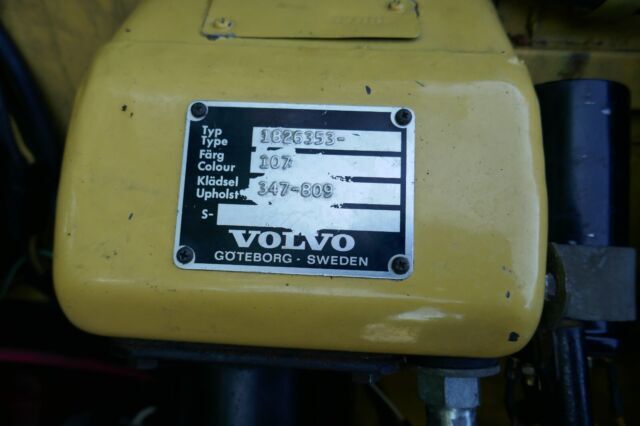 Typ
Type 1826353-
Färg
Colour 107
Klädsel
Upholst 347-809
S-
VOLVO
GÖTEBORG - SWEDEN